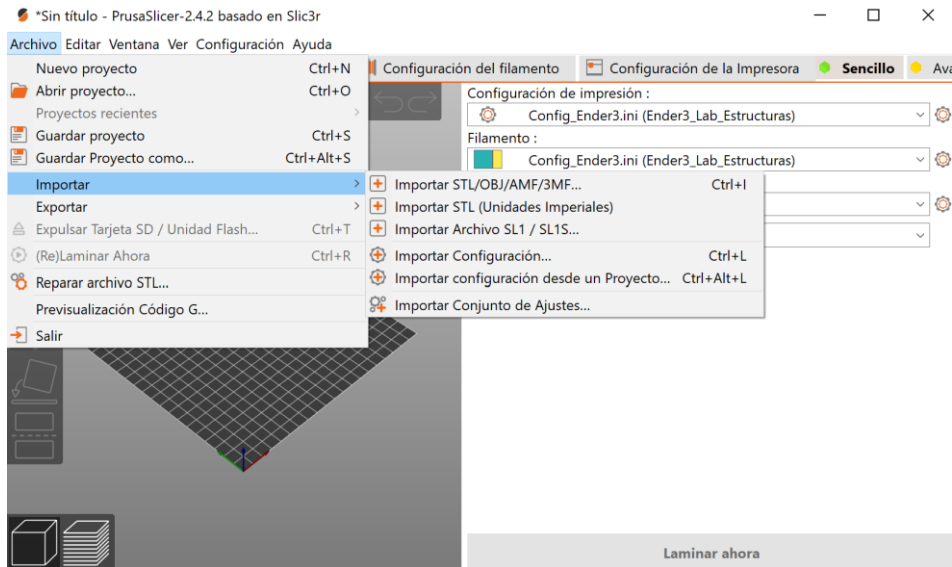 *Sin título - PrusaSlicer-2.4.2 basado en Slic3r
Archivo Editar Ventana Ver Configuración Ayuda
Nuevo proyecto Ctrl+N
Abrir proyecto... Ctrl+O
Proyectos recientes
Guardar proyecto Ctrl+S
Guardar Proyecto como... Ctrl+Alt+S
Importar
Exportar
Expulsar Tarjeta SD / Unidad Flash... Ctrl+T
(Re)Laminar Ahora Ctrl+R
Reparar archivo STL...
Previsualización Código G...
Salir
Importar STL/OBJ/AMF/3MF... Ctrl+I
Importar STL (Unidades Imperiales)
Importar Archivo SL1 / SL1S...
Importar Configuración... Ctrl+L
Importar configuración desde un Proyecto... Ctrl+Alt+L
Importar Conjunto de Ajustes...
Configuración del filamento Configuración de la Impresora Sencillo Ava
Configuración de impresión :
Config_Ender3.ini (Ender3_Lab_Estructuras)
Filamento :
Config_Ender3.ini (Ender3_Lab_Estructuras)
Laminar ahora